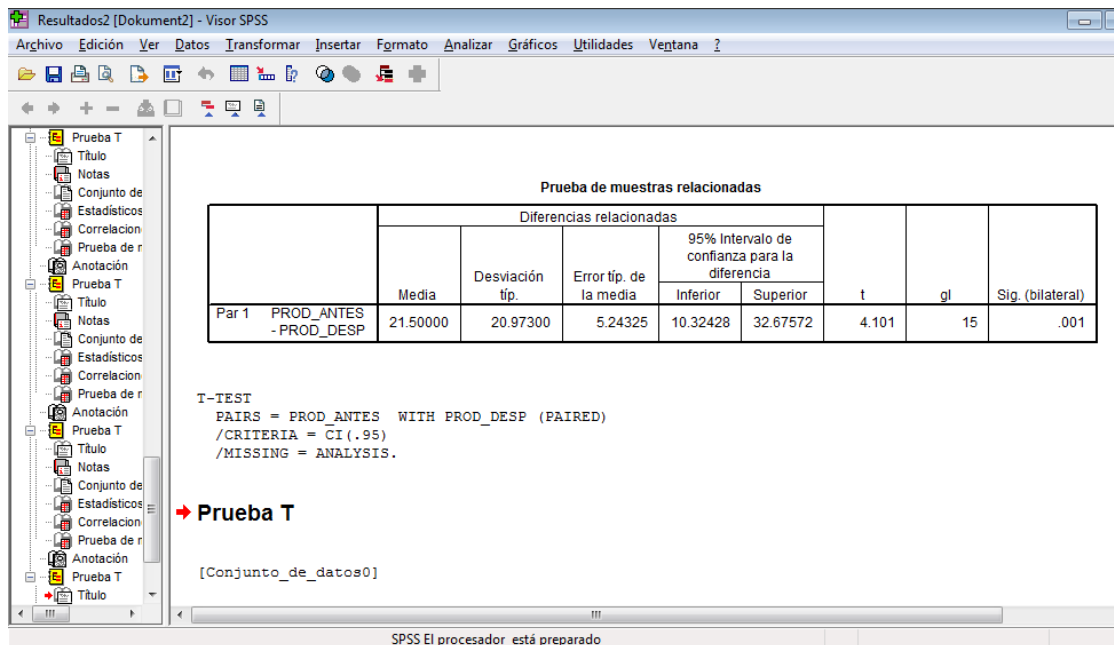 Resultados2 [Dokument2] - Visor SPSS
Archivo Edición Ver Datos Transformar Insertar Formato Analizar Gráficos Utilidades Ventana ?
Prueba T
Título
Notas
Conjunto de
Estadísticos
Correlacion
Prueba de r
Anotación
Prueba T
Título
Notas
Conjunto de
Estadísticos
Correlacion
Prueba de r
Anotación
Prueba T
Título
Notas
Conjunto de
Estadísticos
Correlacion
Prueba de r
Anotación
Prueba T
Título
Prueba de muestras relacionadas
Diferencias relacionadas
95% Intervalo de
confianza para la
diferencia
Media
Desviación
típ.
Error típ. de
la media
Inferior
Superior
t
gl
Sig. (bilateral)
Par 1 PROD_ANTES
- PROD_DESP
21.50000 20.97300 5.24325 10.32428 32.67572 4.101 15 .001
T-TEST
PAIRS = PROD_ANTES WITH PROD_DESP (PAIRED)
/CRITERIA = CI(.95)
/MISSING = ANALYSIS.
Prueba T
[Conjunto_de_datos0]
SPSS El procesador está preparado